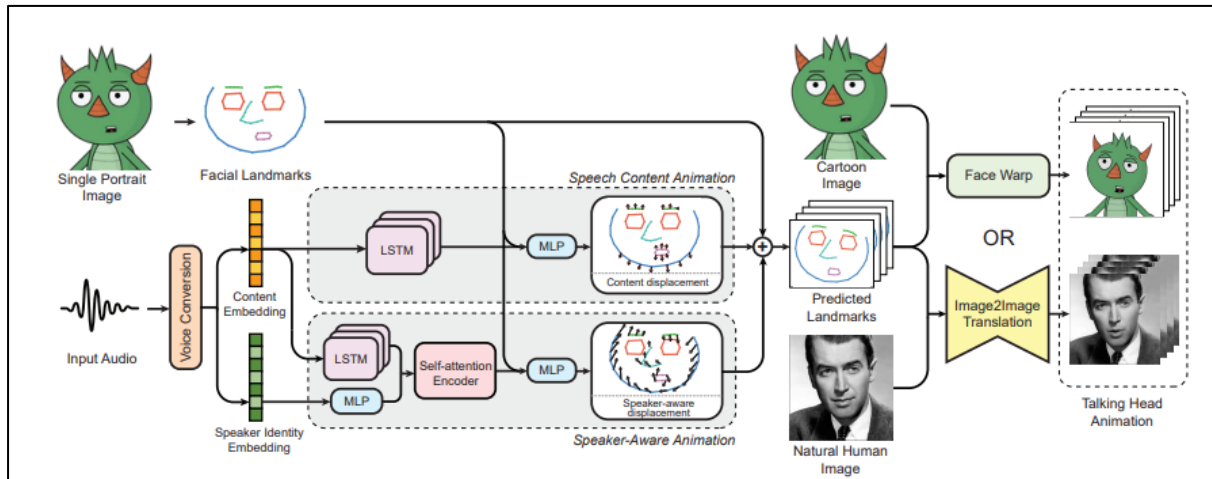 Single Portrait
Image
Facial Landmarks
Speech Content Animation
LSTM
MLP
Content displacement
Voice Conversion
Content
Embedding
Input Audio
LSTM
MLP
Self-attention
Encoder
MLP
Speaker-aware
displacement
Speaker Identity
Embedding
Speaker-Aware Animation
Cartoon
Image
Predicted
Landmarks
Natural Human
Image
Face Warp
OR
Image2Image
Translation
Talking Head
Animation